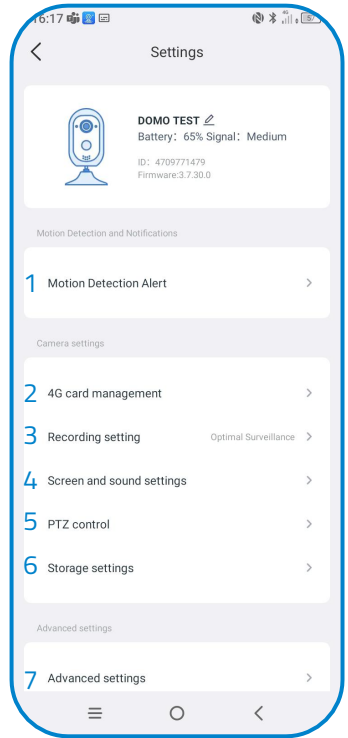 16:17
4G 57
Settings
DOMO TEST
Battery: 65% Signal: Medium
ID: 4709771479
Firmware:3.7.30.0
Motion Detection and Notifications
1 Motion Detection Alert
Camera settings
2 4G card management
3 Recording setting Optimal Surveillance
4 Screen and sound settings
5 PTZ control
6 Storage settings
Advanced settings
7 Advanced settings